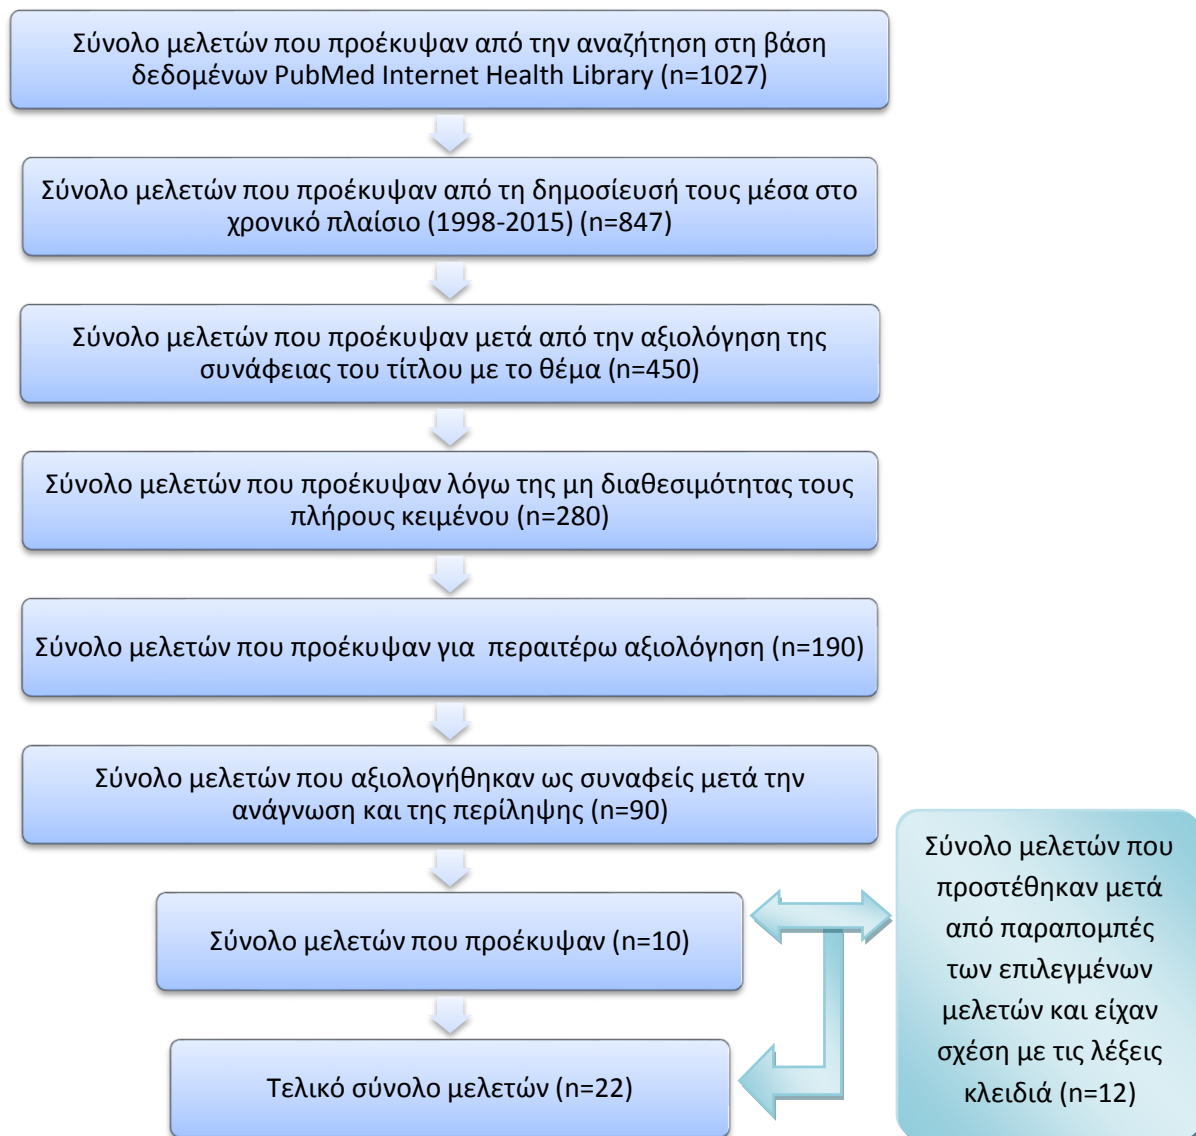 Σύνολο μελετών που προέκυψαν από την αναζήτηση στη βάση
δεδομένων PubMed Internet Health Library (n=1027)
Σύνολο μελετών που προέκυψαν από τη δημοσίευσή τους μέσα στο
χρονικό πλαίσιο (1998-2015) (n=847)
Σύνολο μελετών που προέκυψαν μετά από την αξιολόγηση της
συνάφειας του τίτλου με το θέμα (n=450)
Σύνολο μελετών που προέκυψαν λόγω της μη διαθεσιμότητας τους
πλήρους κειμένου (n=280)
Σύνολο μελετών που προέκυψαν για περαιτέρω αξιολόγηση (n=190)
Σύνολο μελετών που αξιολογήθηκαν ως συναφείς μετά την
ανάγνωση και της περίληψης (n=90)
Σύνολο μελετών που προέκυψαν (n=10)
Σύνολο μελετών που
προστέθηκαν μετά
από παραπομπές
των επιλεγμένων
μελετών και είχαν
σχέση με τις λέξεις
κλειδιά (n=12)
Τελικό σύνολο μελετών (n=22)